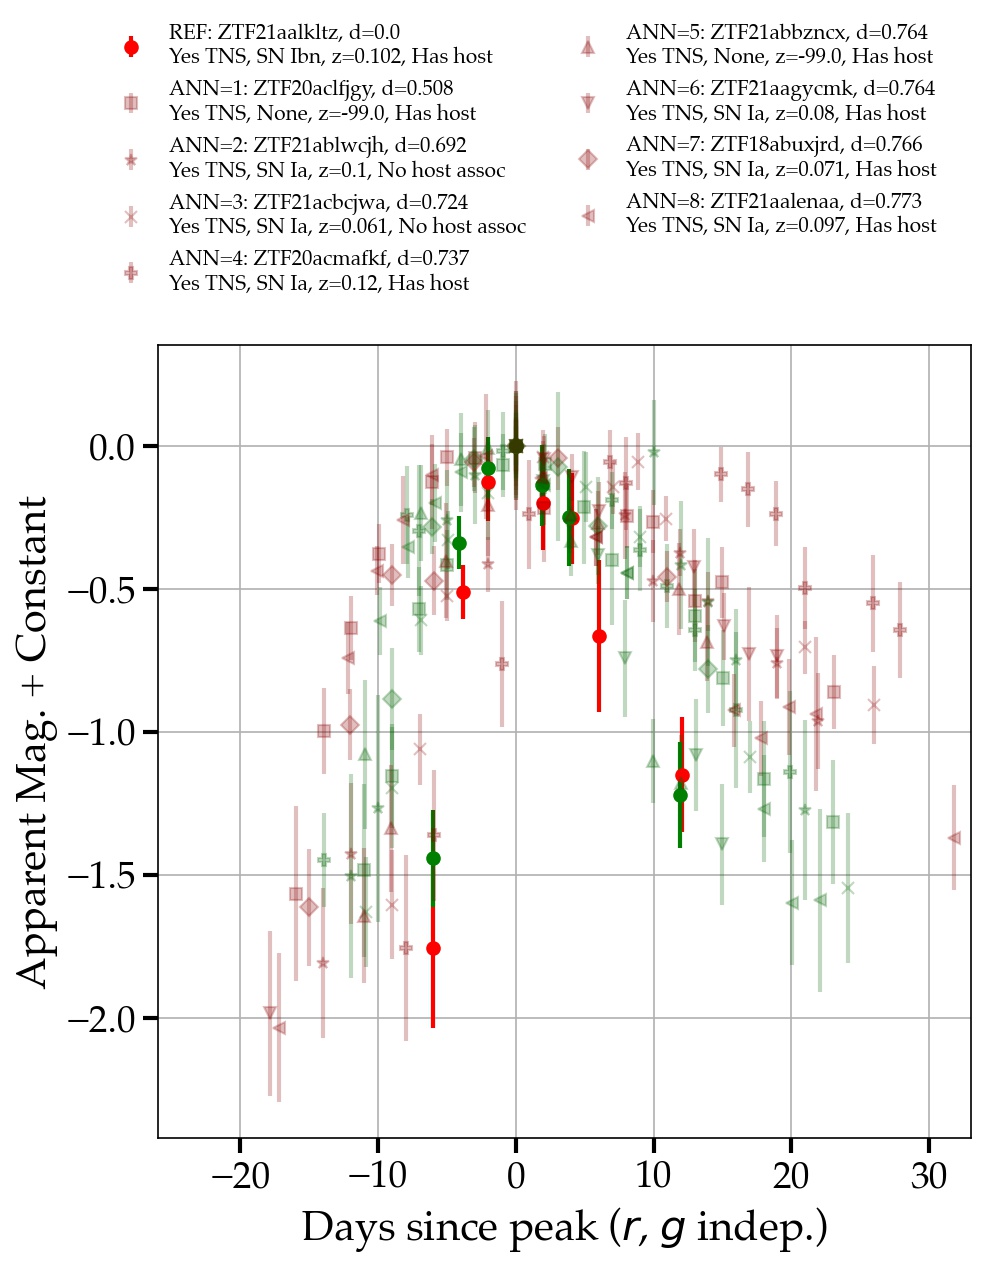 REF: ZTF21aalkltz, d=0.0
Yes TNS, SN Ibn, z=0.102, Has host
ANN=1: ZTF20aclfjgy, d=0.508
Yes TNS, None, z=-99.0, Has host
ANN=2: ZTF21ablwcjh, d=0.692
Yes TNS, SN Ia, z=0.1, No host assoc
ANN=3: ZTF21acbcjwa, d=0.724
Yes TNS, SN Ia, z=0.061, No host assoc
ANN=4: ZTF20acmafkf, d=0.737
Yes TNS, SN Ia, z=0.12, Has host
ANN=5: ZTF21abbzncx, d=0.764
Yes TNS, None, z=-99.0, Has host
ANN=6: ZTF21aagycmk, d=0.764
Yes TNS, SN Ia, z=0.08, Has host
ANN=7: ZTF18abuxjrd, d=0.766
Yes TNS, SN Ia, z=0.071, Has host
ANN=8: ZTF21aalenaa, d=0.773
Yes TNS, SN Ia, z=0.097, Has host
Apparent Mag. + Constant
0.0
−0.5
−1.0
−1.5
−2.0
−20 −10 0 10 20 30
Days since peak (r, g indep.)